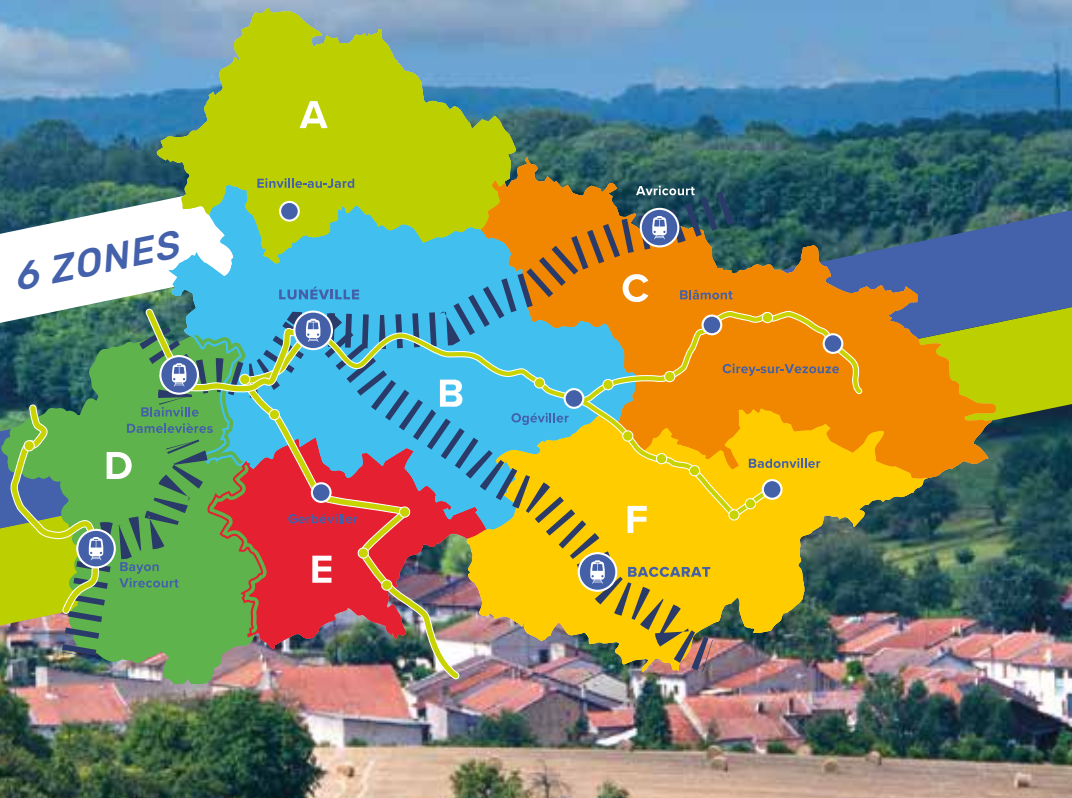 A
Einville-au-Jard
Avricourt
6 ZONES
LUNÉVILLE
C
Blâmont
Cirey-sur-Vezouze
B
Ogéviller
Blainville
Damelevières
D
Badonviller
Gerbéviller
F
E
Bayon
Virecourt
BACCARAT